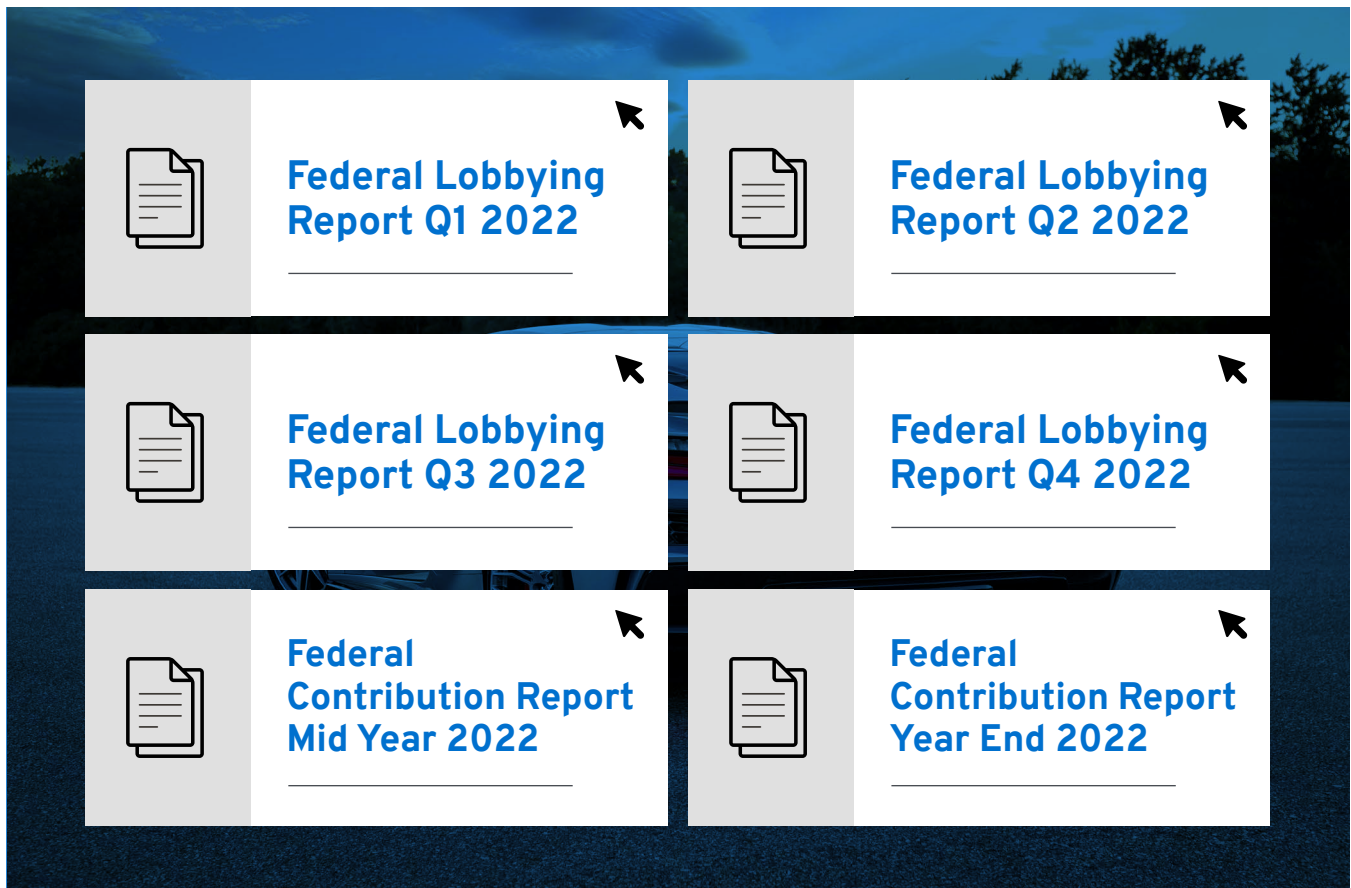 Federal Lobbying
Report Q1 2022
Federal Lobbying
Report Q2 2022
Federal Lobbying
Report Q3 2022
Federal Lobbying
Report Q4 2022
Federal
Contribution Report
Mid Year 2022
Federal
Contribution Report
Year End 2022